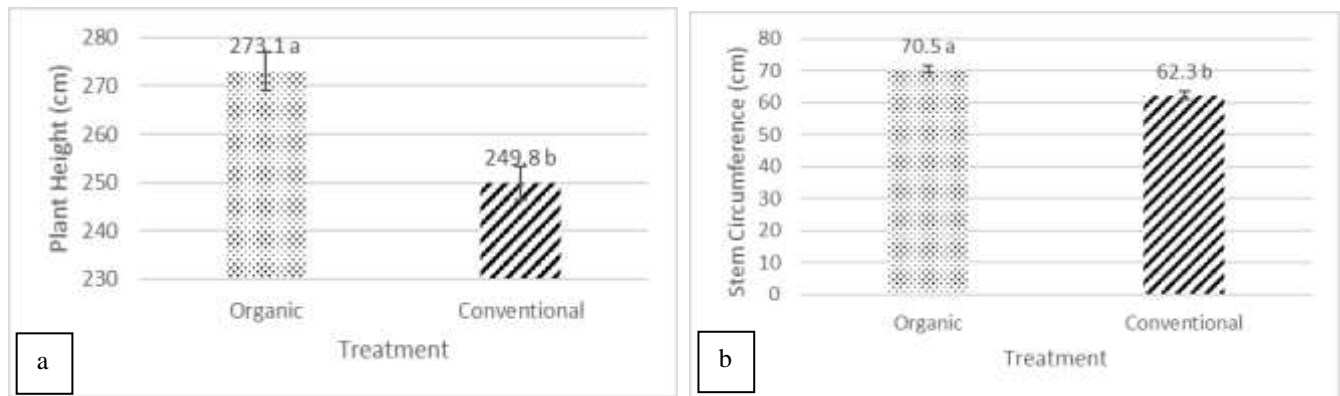 Plant Height (cm)
280
270
260
250
240
230
273.1 a
249.8 b
Organic
Conventional
Treatment
a
Stem Circumference (cm)
80
70
60
50
40
30
20
10
0
70.5 a
62.3 b
Organic
Conventional
Treatment
b